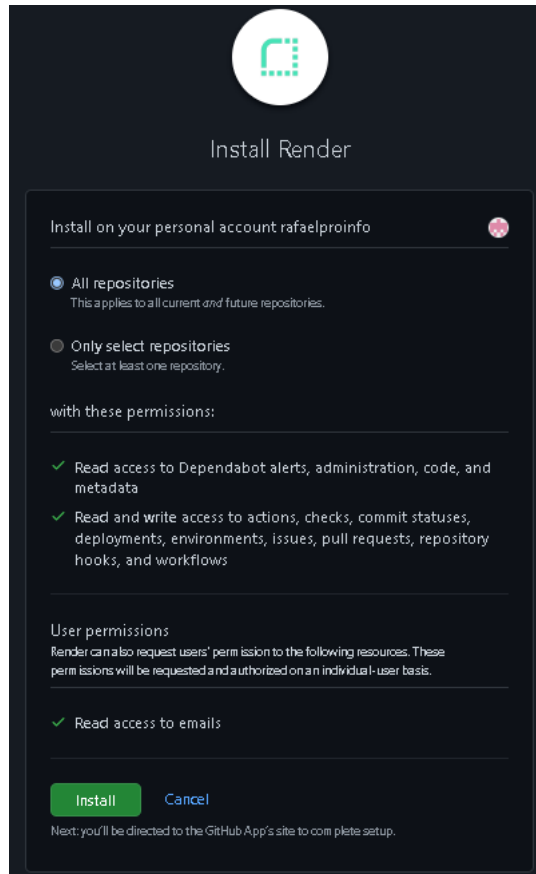 Install Render
Install on your personal account rafaelproinfo
All repositories
This applies to all current and future repositories.
Only select repositories
Select at least one repository.
with these permissions:
Read access to Dependabot alerts, administration, code, and
metadata
Read and write access to actions, checks, commit statuses,
deployments, environments, issues, pull requests, repository
hooks, and workflows
User permissions
Render can also request users' permission to the following resources. These
permissions will be requested and authorized on an individual-user basis.
Read access to emails
Install Cancel
Next: you'll be directed to the GitHub App's site to complete setup.